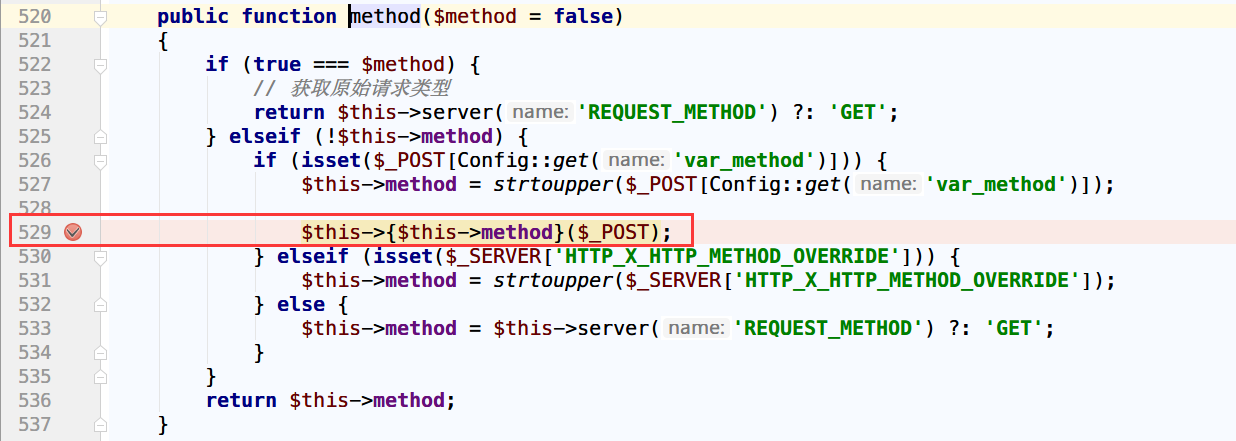 520 public function method($method = false)
521 {
522 if (true === $method) {
523 // 获取原始请求类型
524 return $this->server( name: 'REQUEST_METHOD') ?: 'GET';
525 } elseif (!$this->method) {
526 if (isset($_POST[Config::get( name: 'var_method')])) {
527 $this->method = strtoupper($_POST[Config::get( name: 'var_method')]);
528
529 $this->{$this->method}($_POST);
530 } elseif (isset($_SERVER['HTTP_X_HTTP_METHOD_OVERRIDE'])) {
531 $this->method = strtoupper($_SERVER['HTTP_X_HTTP_METHOD_OVERRIDE']);
532 } else {
533 $this->method = $this->server( name: 'REQUEST_METHOD') ?: 'GET';
534 }
535 }
536 return $this->method;
537 }